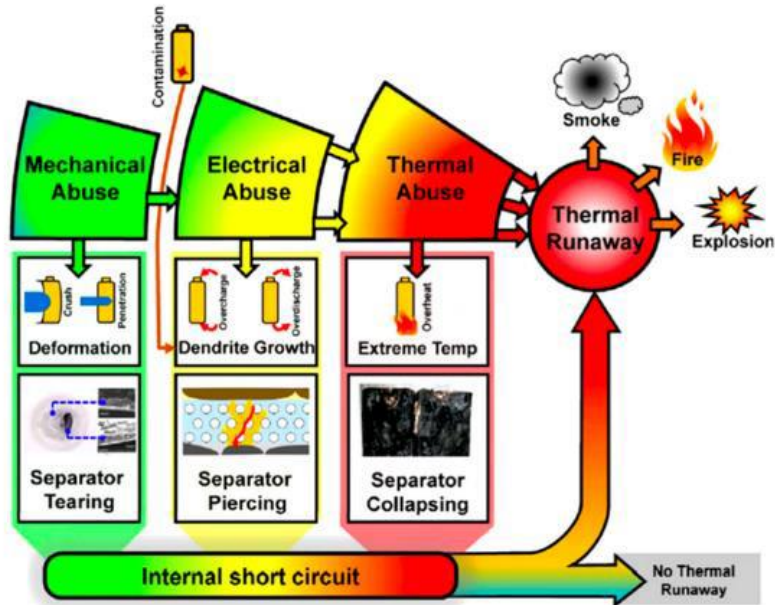 Contamination
Smoke
Fire
Explosion
Mechanical
Abuse
Electrical
Abuse
Thermal
Abuse
Thermal
Runaway
Crush
Penetration
Deformation
Overcharge
Overdischarge
Dendrite Growth
Overheat
Extreme Temp
Separator
Tearing
Separator
Piercing
Separator
Collapsing
Internal short circuit
No Thermal
Runaway